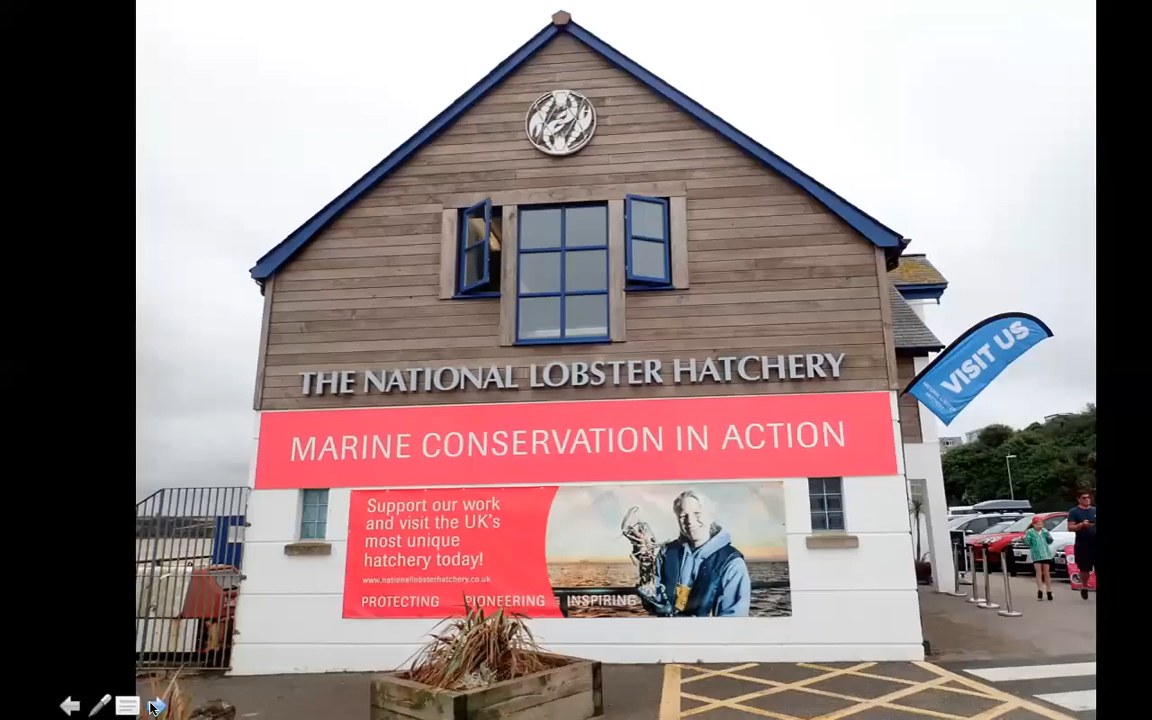 THE NATIONAL LOBSTER HATCHERY
VISIT US
MARINE CONSERVATION IN ACTION
Support our work
and visit the UK's
most unique
hatchery today!
www.nationallobsterhatchery.co.uk
PROTECTING PIONEERING INSPIRING